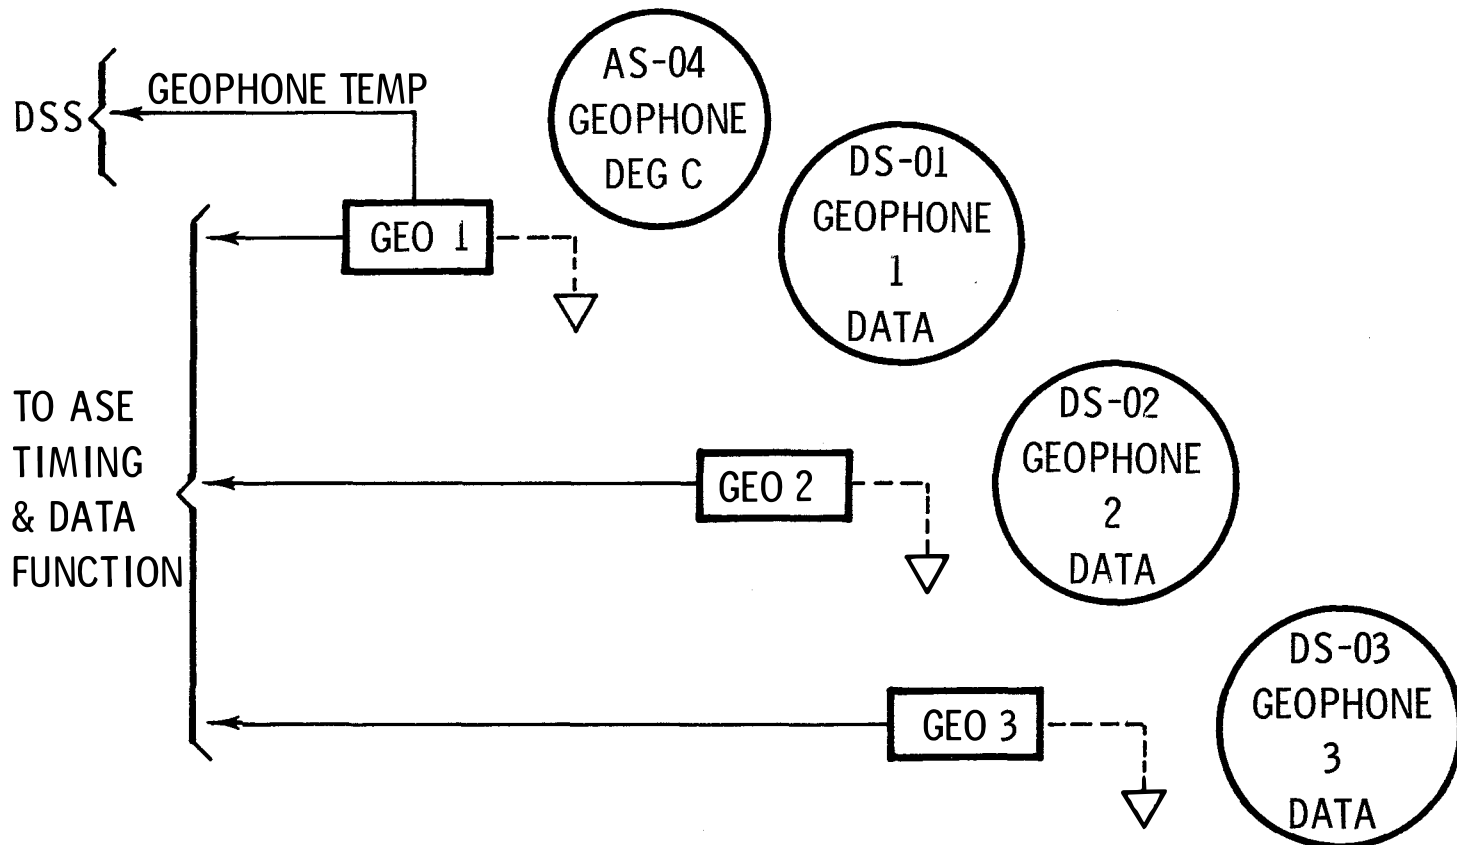 DSS
GEOPHONE TEMP
AS-04
GEOPHONE
DEG C
DS-01
GEOPHONE
1
DATA
GEO 1
TO ASE
TIMING
& DATA
FUNCTION
GEO 2
DS-02
GEOPHONE
2
DATA
GEO 3
DS-03
GEOPHONE
3
DATA